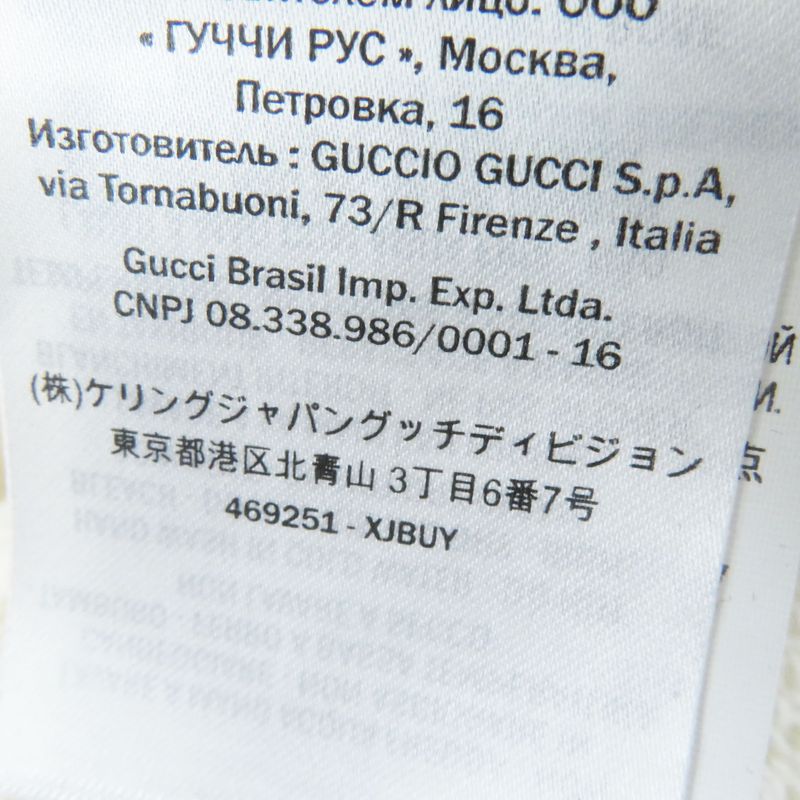 лицо: ООО
« ГУЧЧИ РУС », Москва,
Петровка, 16
Изготовитель : GUCCIO GUCCI S.p.A,
via Tornabuoni, 73/R Firenze , Italia
Gucci Brasil Imp. Exp. Ltda.
CNPJ 08.338.986/0001 - 16
(株)ケリングジャパングッチディビジョン
東京都港区北青山 3丁目6番7号
469251 - XJBUY
点